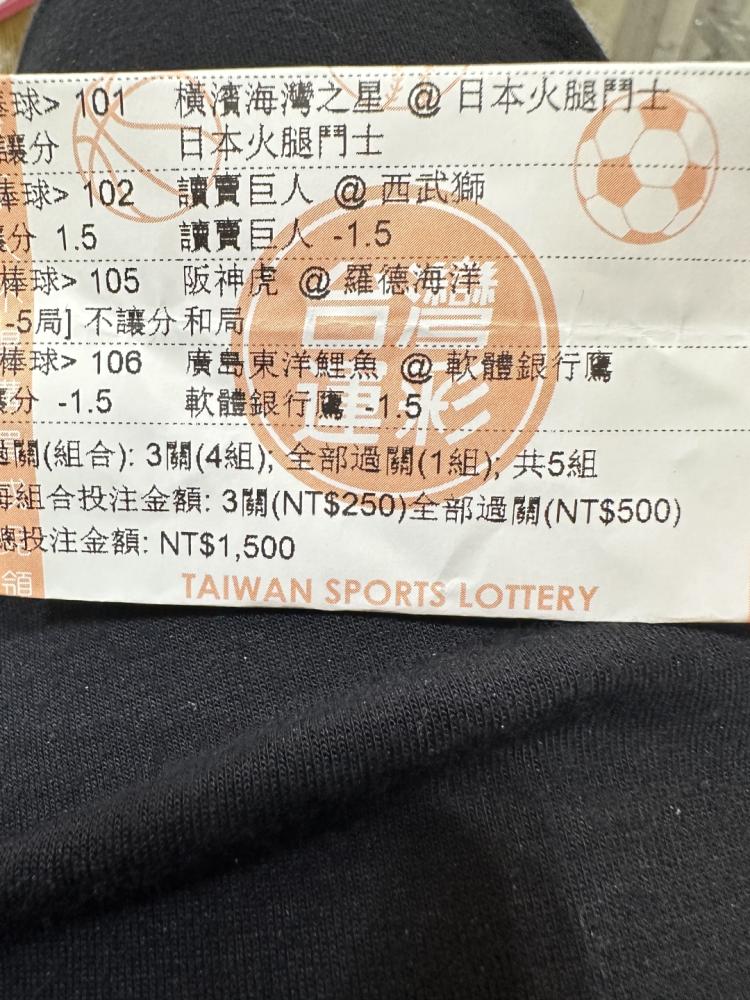 棒球> 101 橫濱海灣之星 @ 日本火腿鬥士
讓分 日本火腿鬥士
棒球> 102 讀賣巨人 @ 西武獅
讓分 1.5 讀賣巨人 -1.5
棒球> 105 阪神虎 @ 羅德海洋
-5局] 不讓分 和局
棒球> 106 廣島東洋鯉魚 @ 軟體銀行鷹
讓分 -1.5 軟體銀行鷹 -1.5
過關(組合): 3關(4組); 全部過關(1組); 共5組
每組合投注金額: 3關(NT$250)全部過關(NT$500)
總投注金額: NT$1,500
台灣運彩
領
TAIWAN SPORTS LOTTERY